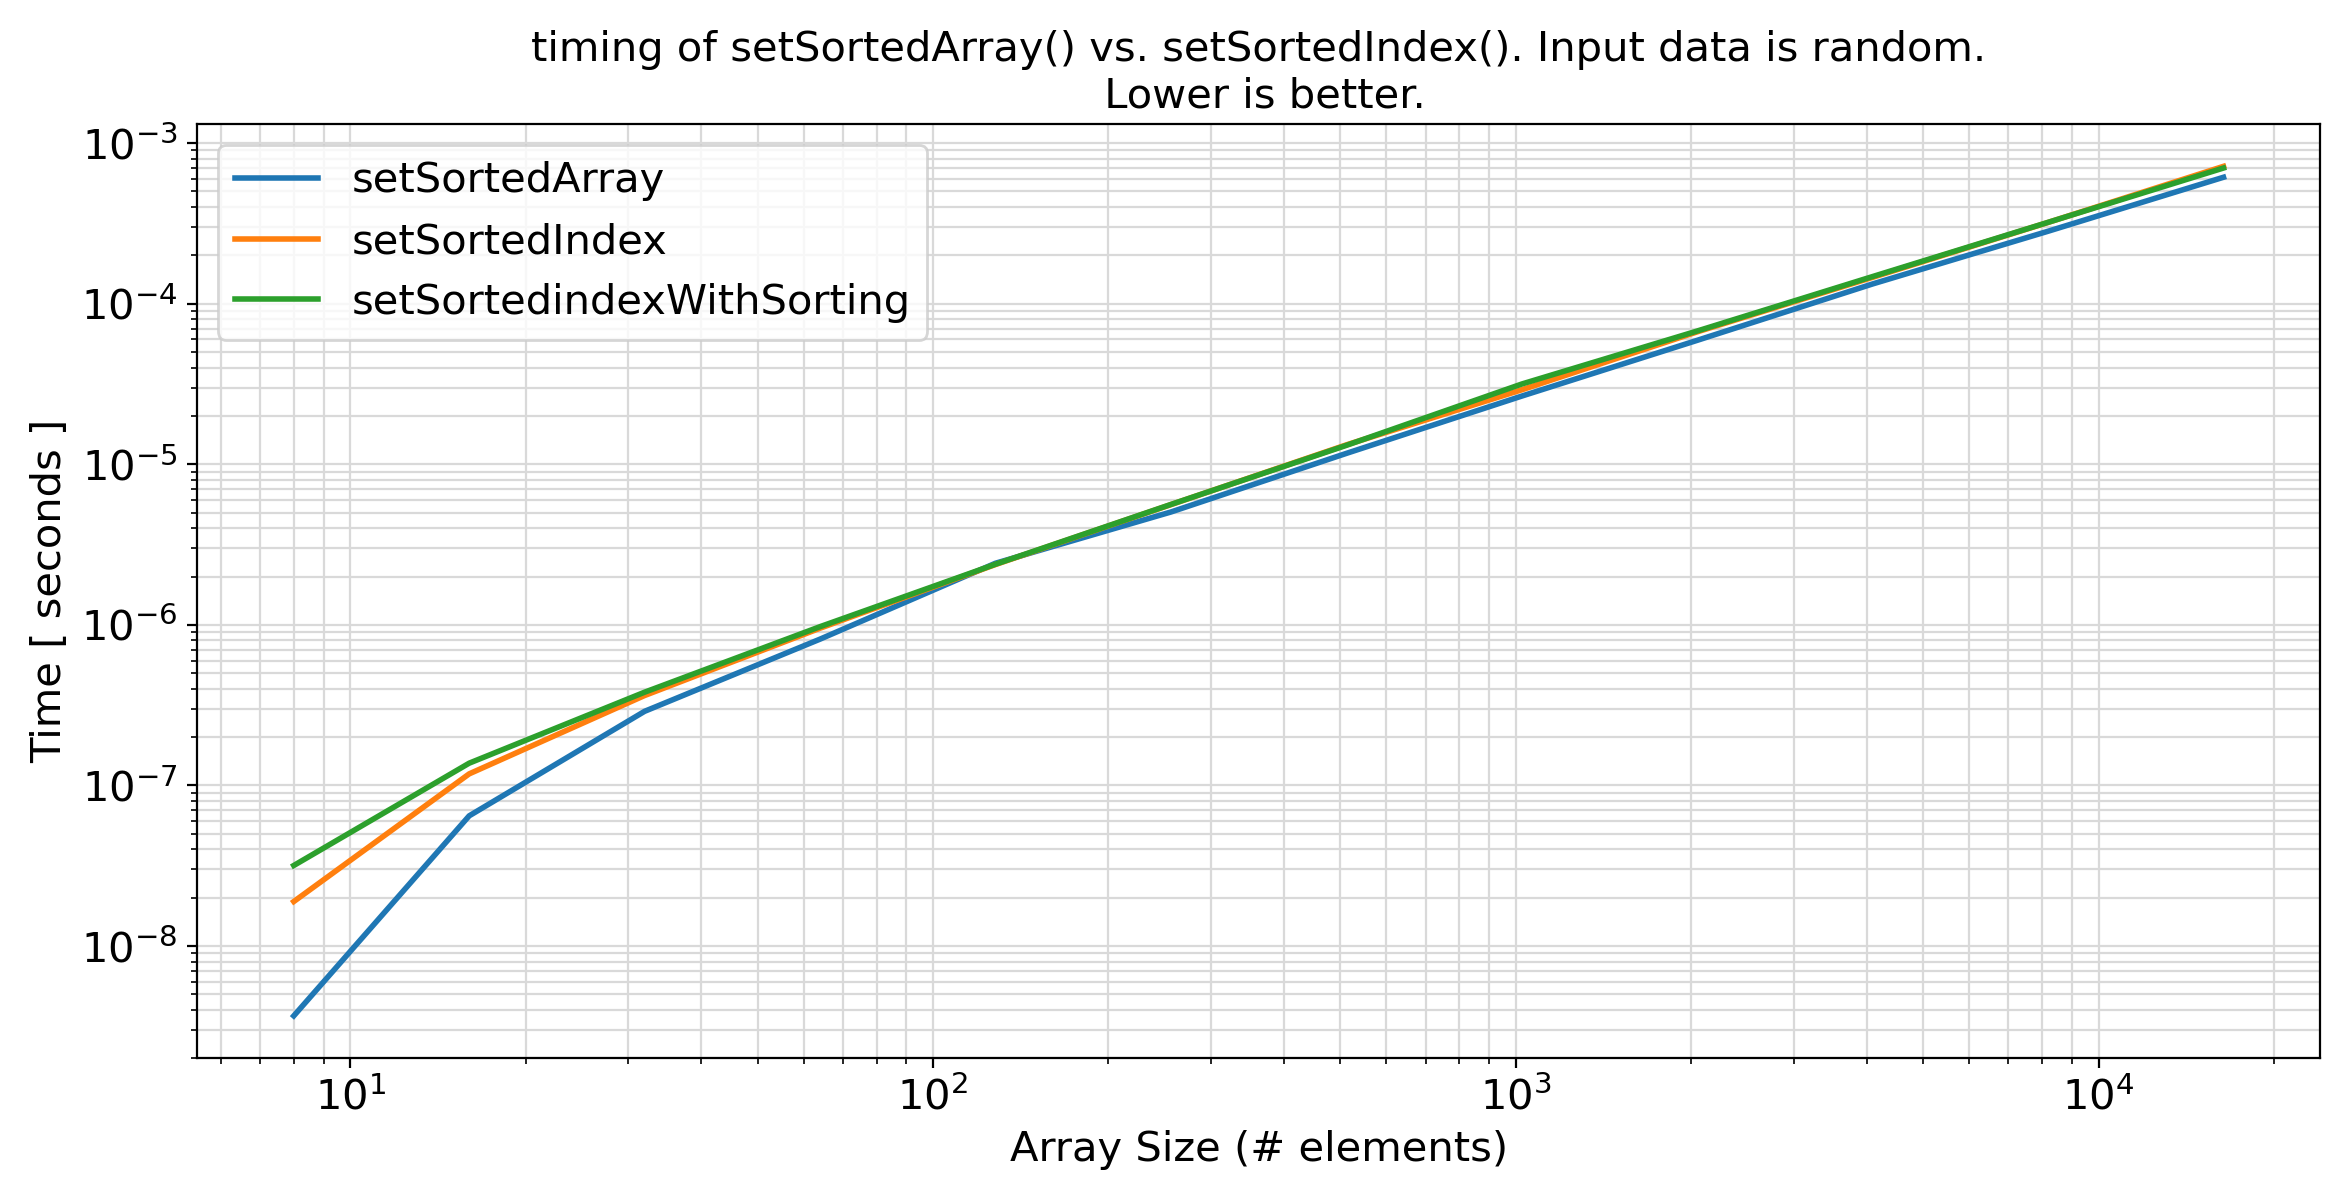 timing of setSortedArray() vs. setSortedIndex(). Input data is random.
Lower is better.
setSortedArray
setSortedIndex
setSortedindexWithSorting
10⁻³
10⁻⁴
10⁻⁵
10⁻⁶
10⁻⁷
10⁻⁸
Time [ seconds ]
10¹ 10² 10³ 10⁴
Array Size (# elements)